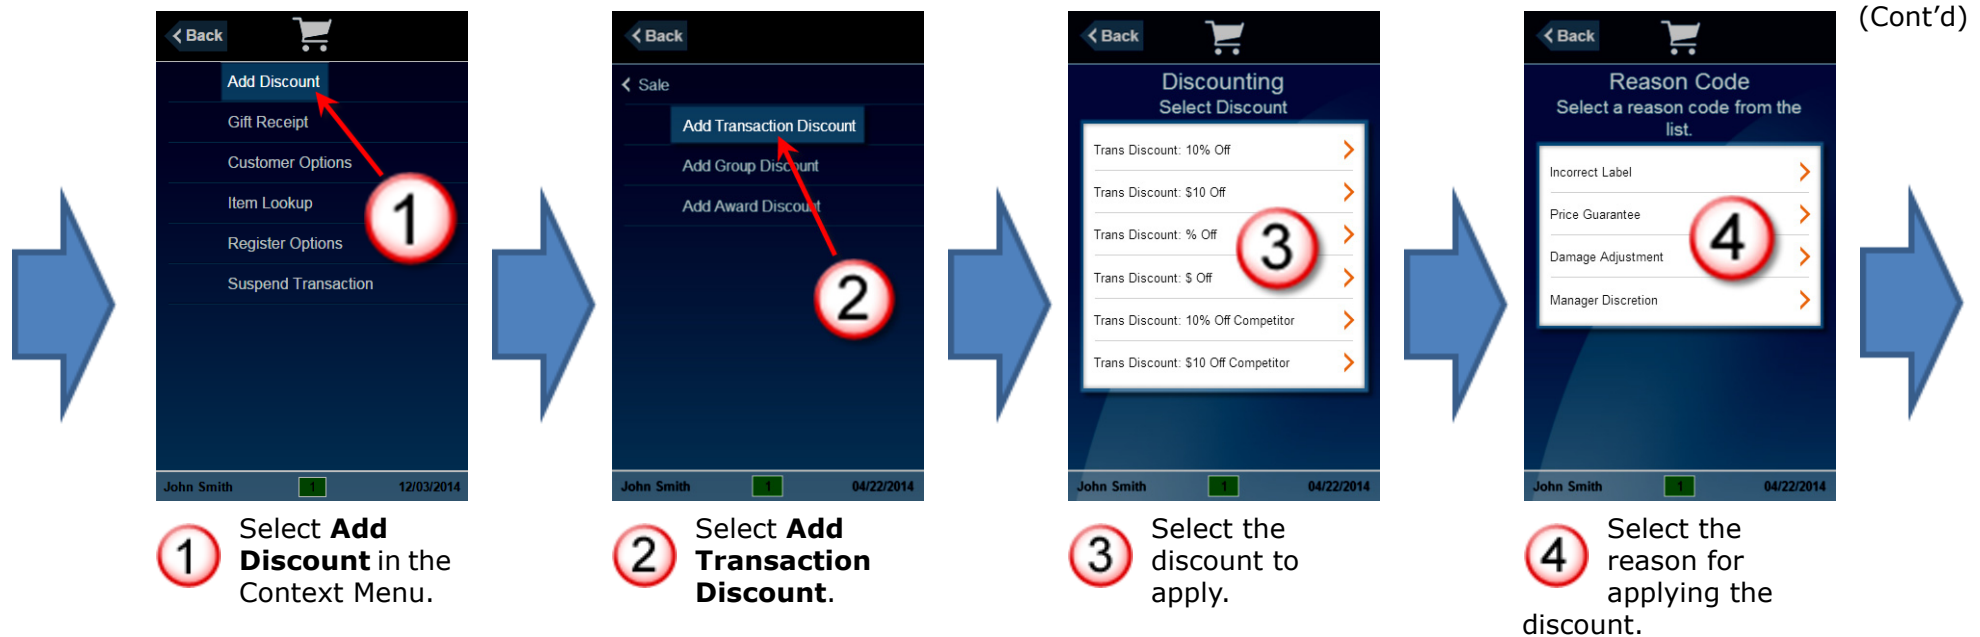 (Cont’d)
Back
Add Discount
Gift Receipt
Customer Options
Item Lookup
Register Options
Suspend Transaction
1
John Smith
1
12/03/2014
1
Select Add
Discount in the
Context Menu.
Back
Sale
Add Transaction Discount
Add Group Discount
Add Award Discount
2
John Smith
1
04/22/2014
2
Select Add
Transaction
Discount.
Back
Discounting
Select Discount
Trans Discount: 10% Off
Trans Discount: $10 Off
Trans Discount: % Off
Trans Discount: $ Off
Trans Discount: 10% Off Competitor
Trans Discount: $10 Off Competitor
3
John Smith
1
04/22/2014
3
Select the
discount to
apply.
Back
Reason Code
Select a reason code from the
list.
Incorrect Label
Price Guarantee
Damage Adjustment
Manager Discretion
4
John Smith
1
04/22/2014
4
Select the
reason for
applying the
discount.